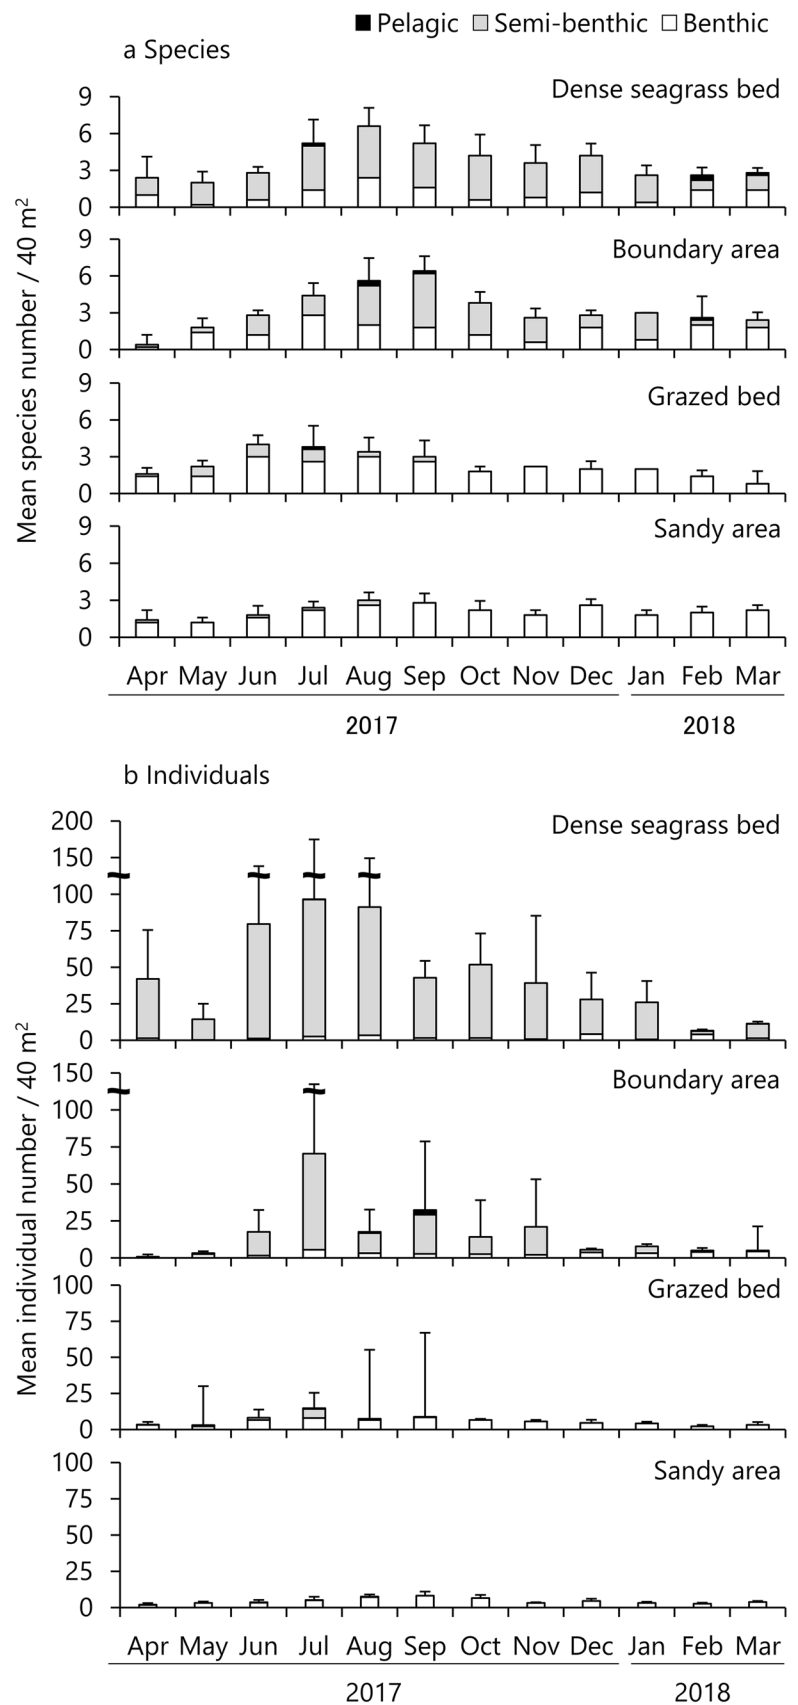 Pelagic Semi-benthic Benthic
a Species
Dense seagrass bed
9
6
3
0
Boundary area
9
6
3
0
Grazed bed
9
6
3
0
Sandy area
9
6
3
0
Mean species number / 40 m²
Apr May Jun Jul Aug Sep Oct Nov Dec Jan Feb Mar
2017 2018
b Individuals
Dense seagrass bed
200
150
100
75
50
25
0
Boundary area
150
100
75
50
25
0
Grazed bed
100
75
50
25
0
Sandy area
100
75
50
25
0
Mean individual number / 40 m²
Apr May Jun Jul Aug Sep Oct Nov Dec Jan Feb Mar
2017 2018